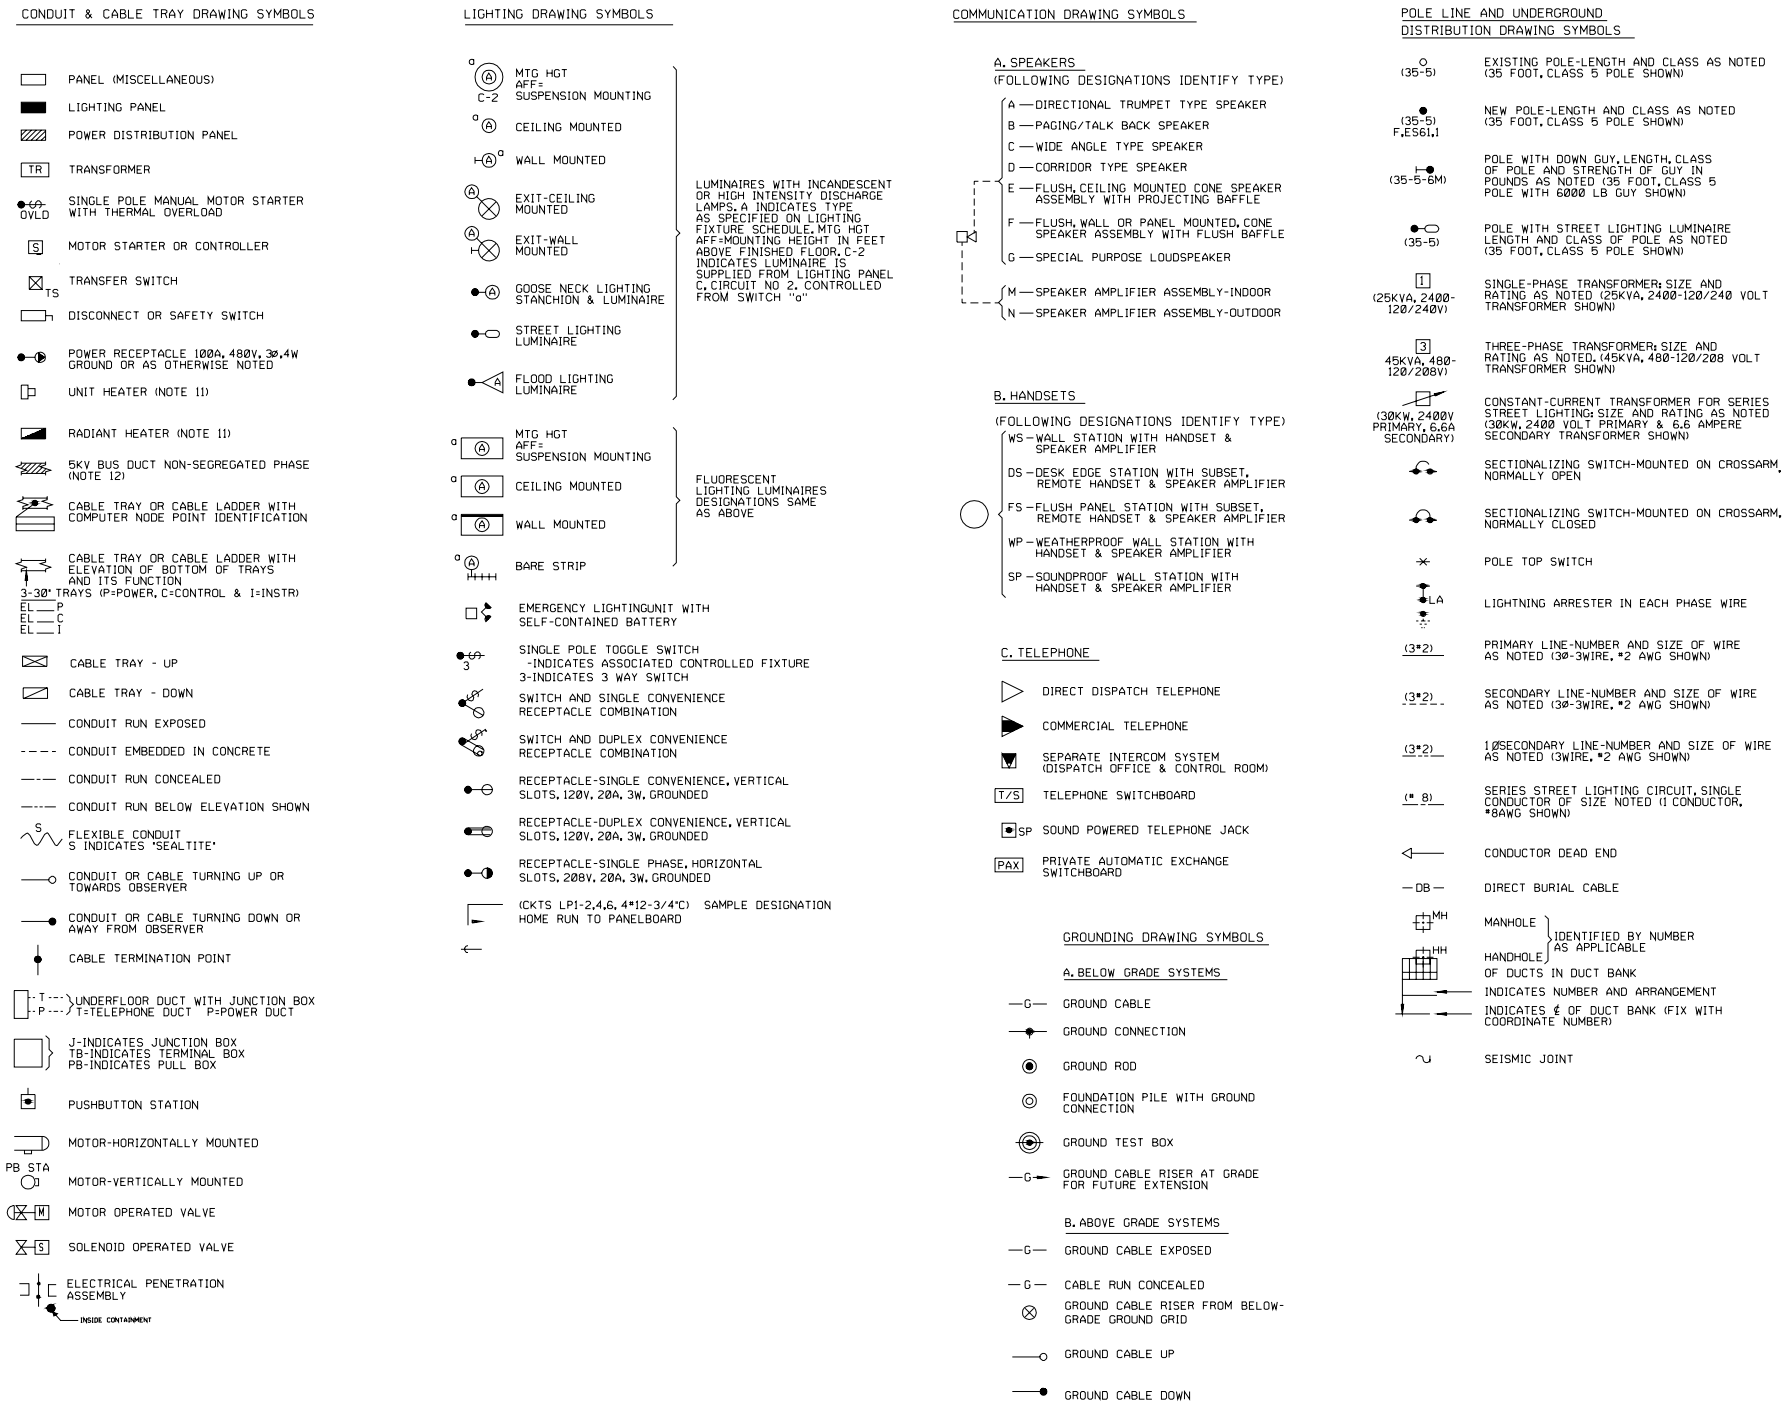 CONDUIT & CABLE TRAY DRAWING SYMBOLS
PANEL (MISCELLANEOUS)
LIGHTING PANEL
POWER DISTRIBUTION PANEL
TR
TRANSFORMER
OVLD
SINGLE POLE MANUAL MOTOR STARTER
WITH THERMAL OVERLOAD
S
MOTOR STARTER OR CONTROLLER
TS
TRANSFER SWITCH
DISCONNECT OR SAFETY SWITCH
POWER RECEPTACLE 100A, 480V, 3Ø,4W
GROUND OR AS OTHERWISE NOTED
UNIT HEATER (NOTE 11)
RADIANT HEATER (NOTE 11)
5KV BUS DUCT NON-SEGREGATED PHASE
(NOTE 12)
CABLE TRAY OR CABLE LADDER WITH
COMPUTER NODE POINT IDENTIFICATION
CABLE TRAY OR CABLE LADDER WITH
ELEVATION OF BOTTOM OF TRAYS
AND ITS FUNCTION
3-30" TRAYS (P=POWER, C=CONTROL & I=INSTR)
EL___P
EL___C
EL___I
CABLE TRAY - UP
CABLE TRAY - DOWN
CONDUIT RUN EXPOSED
CONDUIT EMBEDDED IN CONCRETE
CONDUIT RUN CONCEALED
CONDUIT RUN BELOW ELEVATION SHOWN
S
FLEXIBLE CONDUIT
S INDICATES "SEALTITE"
CONDUIT OR CABLE TURNING UP OR
TOWARDS OBSERVER
CONDUIT OR CABLE TURNING DOWN OR
AWAY FROM OBSERVER
CABLE TERMINATION POINT
T
P
UNDERFLOOR DUCT WITH JUNCTION BOX
T=TELEPHONE DUCT P=POWER DUCT
J-INDICATES JUNCTION BOX
TB-INDICATES TERMINAL BOX
PB-INDICATES PULL BOX
PUSHBUTTON STATION
MOTOR-HORIZONTALLY MOUNTED
PB STA
MOTOR-VERTICALLY MOUNTED
M
MOTOR OPERATED VALVE
S
SOLENOID OPERATED VALVE
ELECTRICAL PENETRATION
ASSEMBLY
INSIDE CONTAINMENT
LIGHTING DRAWING SYMBOLS
a
A
C-2
MTG HGT
AFF=
SUSPENSION MOUNTING
a
A
CEILING MOUNTED
A
a
WALL MOUNTED
A
EXIT-CEILING
MOUNTED
A
EXIT-WALL
MOUNTED
A
GOOSE NECK LIGHTING
STANCHION & LUMINAIRE
STREET LIGHTING
LUMINAIRE
A
FLOOD LIGHTING
LUMINAIRE
LUMINAIRES WITH INCANDESCENT
OR HIGH INTENSITY DISCHARGE
LAMPS. A INDICATES TYPE
AS SPECIFIED ON LIGHTING
FIXTURE SCHEDULE. MTG HGT
AFF=MOUNTING HEIGHT IN FEET
ABOVE FINISHED FLOOR. C-2
INDICATES LUMINAIRE IS
SUPPLIED FROM LIGHTING PANEL
C, CIRCUIT NO 2. CONTROLLED
FROM SWITCH "a"
a
A
MTG HGT
AFF=
SUSPENSION MOUNTING
a
A
CEILING MOUNTED
a
A
WALL MOUNTED
a
A
BARE STRIP
FLUORESCENT
LIGHTING LUMINAIRES
DESIGNATIONS SAME
AS ABOVE
EMERGENCY LIGHTINGUNIT WITH
SELF-CONTAINED BATTERY
3
SINGLE POLE TOGGLE SWITCH
-INDICATES ASSOCIATED CONTROLLED FIXTURE
3-INDICATES 3 WAY SWITCH
SWITCH AND SINGLE CONVENIENCE
RECEPTACLE COMBINATION
SWITCH AND DUPLEX CONVENIENCE
RECEPTACLE COMBINATION
RECEPTACLE-SINGLE CONVENIENCE, VERTICAL
SLOTS, 120V, 20A, 3W, GROUNDED
RECEPTACLE-DUPLEX CONVENIENCE, VERTICAL
SLOTS, 120V, 20A, 3W, GROUNDED
RECEPTACLE-SINGLE PHASE, HORIZONTAL
SLOTS, 208V, 20A, 3W, GROUNDED
(CKTS LP1-2,4,6, 4#12-3/4"C) SAMPLE DESIGNATION
HOME RUN TO PANELBOARD
COMMUNICATION DRAWING SYMBOLS
A. SPEAKERS
(FOLLOWING DESIGNATIONS IDENTIFY TYPE)
A — DIRECTIONAL TRUMPET TYPE SPEAKER
B — PAGING/TALK BACK SPEAKER
C — WIDE ANGLE TYPE SPEAKER
D — CORRIDOR TYPE SPEAKER
E — FLUSH, CEILING MOUNTED CONE SPEAKER
ASSEMBLY WITH PROJECTING BAFFLE
F — FLUSH, WALL OR PANEL MOUNTED, CONE
SPEAKER ASSEMBLY WITH FLUSH BAFFLE
G — SPECIAL PURPOSE LOUDSPEAKER
M — SPEAKER AMPLIFIER ASSEMBLY-INDOOR
N — SPEAKER AMPLIFIER ASSEMBLY-OUTDOOR
B. HANDSETS
(FOLLOWING DESIGNATIONS IDENTIFY TYPE)
WS - WALL STATION WITH HANDSET &
SPEAKER AMPLIFIER
DS - DESK EDGE STATION WITH SUBSET,
REMOTE HANDSET & SPEAKER AMPLIFIER
FS - FLUSH PANEL STATION WITH SUBSET,
REMOTE HANDSET & SPEAKER AMPLIFIER
WP - WEATHERPROOF WALL STATION WITH
HANDSET & SPEAKER AMPLIFIER
SP - SOUNDPROOF WALL STATION WITH
HANDSET & SPEAKER AMPLIFIER
C. TELEPHONE
DIRECT DISPATCH TELEPHONE
COMMERCIAL TELEPHONE
SEPARATE INTERCOM SYSTEM
(DISPATCH OFFICE & CONTROL ROOM)
T/S
TELEPHONE SWITCHBOARD
SP
SOUND POWERED TELEPHONE JACK
PAX
PRIVATE AUTOMATIC EXCHANGE
SWITCHBOARD
GROUNDING DRAWING SYMBOLS
A. BELOW GRADE SYSTEMS
—G—
GROUND CABLE
GROUND CONNECTION
GROUND ROD
FOUNDATION PILE WITH GROUND
CONNECTION
GROUND TEST BOX
—G—
GROUND CABLE RISER AT GRADE
FOR FUTURE EXTENSION
B. ABOVE GRADE SYSTEMS
—G—
GROUND CABLE EXPOSED
—G—
CABLE RUN CONCEALED
GROUND CABLE RISER FROM BELOW-
GRADE GROUND GRID
GROUND CABLE UP
GROUND CABLE DOWN
POLE LINE AND UNDERGROUND
DISTRIBUTION DRAWING SYMBOLS
(35-5)
EXISTING POLE-LENGTH AND CLASS AS NOTED
(35 FOOT, CLASS 5 POLE SHOWN)
(35-5)
F,ES61.1
NEW POLE-LENGTH AND CLASS AS NOTED
(35 FOOT, CLASS 5 POLE SHOWN)
(35-5-6M)
POLE WITH DOWN GUY, LENGTH, CLASS
OF POLE AND STRENGTH OF GUY IN
POUNDS AS NOTED (35 FOOT, CLASS 5
POLE WITH 6000 LB GUY SHOWN)
(35-5)
POLE WITH STREET LIGHTING LUMINAIRE
LENGTH AND CLASS OF POLE AS NOTED
(35 FOOT, CLASS 5 POLE SHOWN)
1
(25KVA, 2400-
120/240V)
SINGLE-PHASE TRANSFORMER; SIZE AND
RATING AS NOTED (25KVA, 2400-120/240 VOLT
TRANSFORMER SHOWN)
3
45KVA, 480-
120/208V)
THREE-PHASE TRANSFORMER; SIZE AND
RATING AS NOTED. (45KVA, 480-120/208 VOLT
TRANSFORMER SHOWN)
(30KW, 2400V
PRIMARY, 6.6A
SECONDARY)
CONSTANT-CURRENT TRANSFORMER FOR SERIES
STREET LIGHTING; SIZE AND RATING AS NOTED
(30KW, 2400 VOLT PRIMARY & 6.6 AMPERE
SECONDARY TRANSFORMER SHOWN)
SECTIONALIZING SWITCH-MOUNTED ON CROSSARM,
NORMALLY OPEN
SECTIONALIZING SWITCH-MOUNTED ON CROSSARM,
NORMALLY CLOSED
POLE TOP SWITCH
LA
LIGHTNING ARRESTER IN EACH PHASE WIRE
(3#2)
PRIMARY LINE-NUMBER AND SIZE OF WIRE
AS NOTED (3Ø-3WIRE, #2 AWG SHOWN)
(3#2)
SECONDARY LINE-NUMBER AND SIZE OF WIRE
AS NOTED (3Ø-3WIRE, #2 AWG SHOWN)
(3#2)
1ØSECONDARY LINE-NUMBER AND SIZE OF WIRE
AS NOTED (3WIRE, #2 AWG SHOWN)
(# 8)
SERIES STREET LIGHTING CIRCUIT, SINGLE
CONDUCTOR OF SIZE NOTED (1 CONDUCTOR,
#8AWG SHOWN)
CONDUCTOR DEAD END
— DB —
DIRECT BURIAL CABLE
MH
MANHOLE
HH
HANDHOLE
IDENTIFIED BY NUMBER
AS APPLICABLE
OF DUCTS IN DUCT BANK
INDICATES NUMBER AND ARRANGEMENT
INDICATES ₵ OF DUCT BANK (FIX WITH
COORDINATE NUMBER)
SEISMIC JOINT